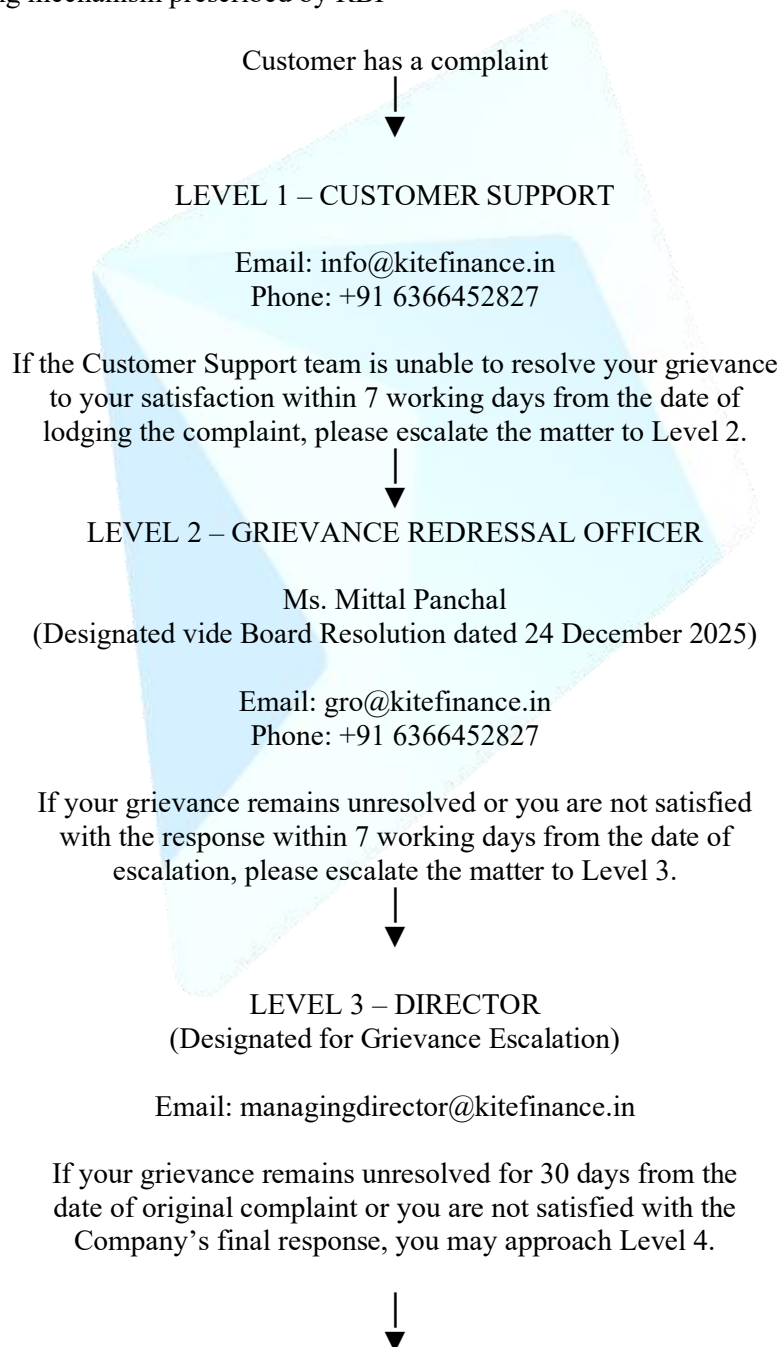 mechanism prescribed by RBI
Customer has a complaint
LEVEL 1 – CUSTOMER SUPPORT
Email: info@kitefinance.in
Phone: +91 6366452827
If the Customer Support team is unable to resolve your grievance
to your satisfaction within 7 working days from the date of
lodging the complaint, please escalate the matter to Level 2.
LEVEL 2 – GRIEVANCE REDRESSAL OFFICER
Ms. Mittal Panchal
(Designated vide Board Resolution dated 24 December 2025)
Email: gro@kitefinance.in
Phone: +91 6366452827
If your grievance remains unresolved or you are not satisfied
with the response within 7 working days from the date of
escalation, please escalate the matter to Level 3.
LEVEL 3 – DIRECTOR
(Designated for Grievance Escalation)
Email: managingdirector@kitefinance.in
If your grievance remains unresolved for 30 days from the
date of original complaint or you are not satisfied with the
Company’s final response, you may approach Level 4.